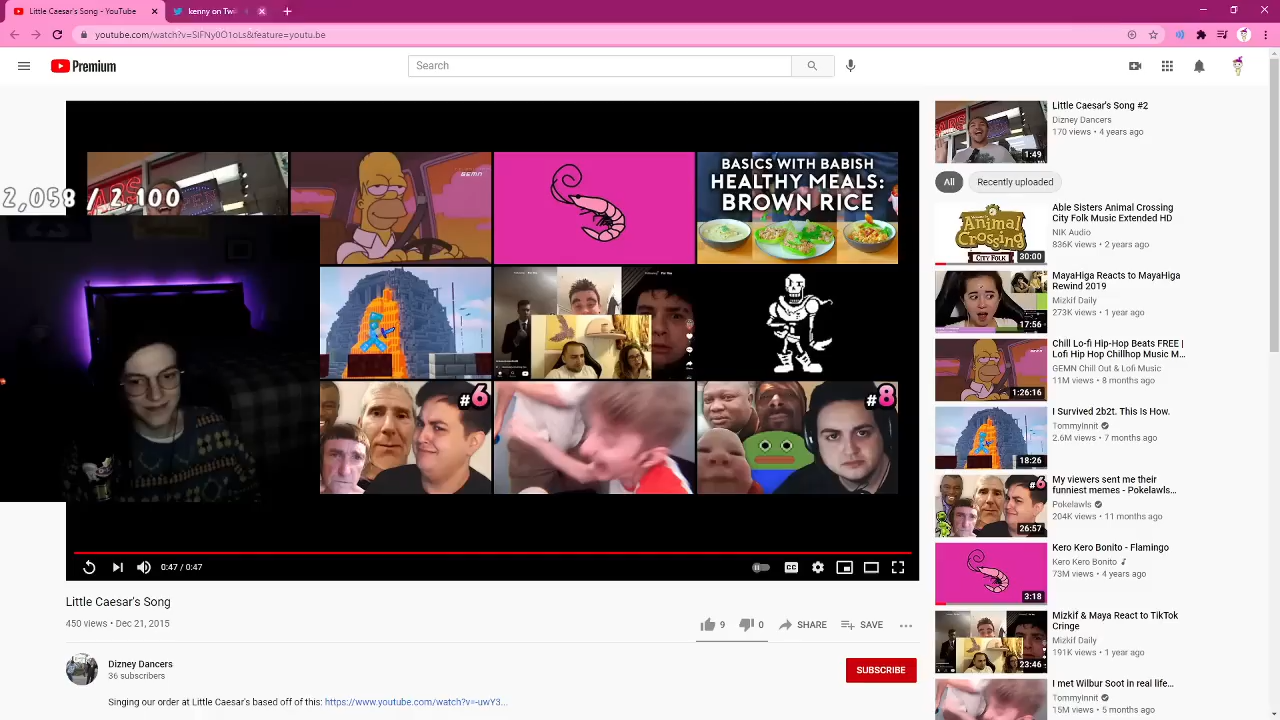 Little Caesar's Song - YouTube
kenny on Twi
youtube.com/watch?v=SIFNy0O1oLs&feature=youtu.be
Premium
Search
2,058 / 2,100
GEMN
BASICS WITH BABISH
HEALTHY MEALS:
BROWN RICE
#6
#8
0:47 / 0:47
CC
Little Caesar's Song
450 views • Dec 21, 2015
9
0
SHARE
SAVE
Dizney Dancers
36 subscribers
SUBSCRIBE
Singing our order at Little Caesar's based off of this: https://www.youtube.com/watch?v=-uwY3...
Little Caesar's Song #2
Dizney Dancers
170 views • 4 years ago
1:49
All
Recently uploaded
Able Sisters Animal Crossing
City Folk Music Extended HD
NIK Audio
836K views • 2 years ago
Animal
Crossing
CITY FOLK
30:00
MayaHiga Reacts to MayaHiga
Rewind 2019
Mizkif Daily
273K views • 1 year ago
17:56
Chill Lo-fi Hip-Hop Beats FREE |
Lofi Hip Hop Chillhop Music M...
GEMN Chill Out & Lofi Music
11M views • 8 months ago
1:26:16
I Survived 2b2t. This Is How.
TommyInnit
2.6M views • 7 months ago
18:26
My viewers sent me their
funniest memes - Pokelawls...
Pokelawls
204K views • 11 months ago
#6
26:57
Kero Kero Bonito - Flamingo
Kero Kero Bonito
73M views • 4 years ago
3:18
Mizkif & Maya React to TikTok
Cringe
Mizkif Daily
191K views • 1 year ago
23:46
I met Wilbur Soot in real life...
TommyInnit
15M views • 5 months ago